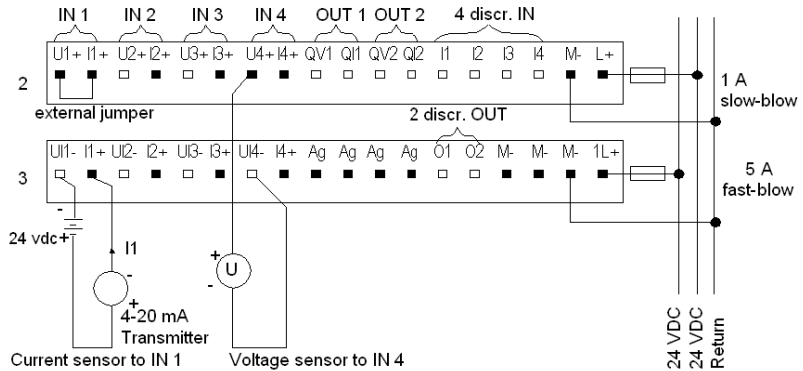 IN 1 IN 2 IN 3 IN 4 OUT 1 OUT 2 4 discr. IN
U1+ I1+ U2+ I2+ U3+ I3+ U4+ I4+ QV1 QI1 QV2 QI2 I1 I2 I3 I4 M- L+
2
1 A
slow-blow
external jumper
2 discr. OUT
UI1- I1+ UI2- I2+ UI3- I3+ UI4- I4+ Ag Ag Ag Ag O1 O2 M- M- M- 1L+
3
5 A
fast-blow
-
24 vdc+
I1
-
+
+
U
-
4-20 mA
Transmitter
Current sensor to IN 1
Voltage sensor to IN 4
24 VDC
24 VDC
Return